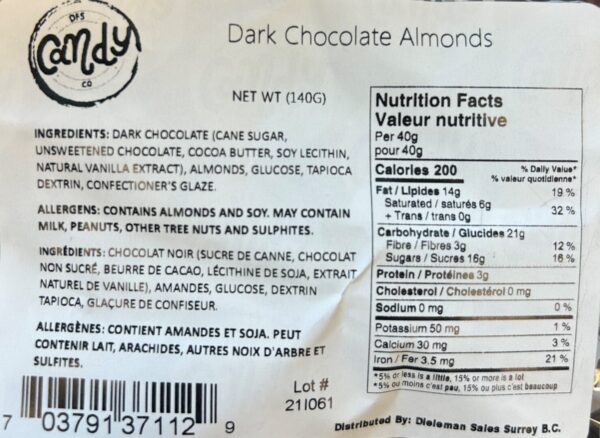 DFS
Candy
CO
Dark Chocolate Almonds
NET WT (140G)
INGREDIENTS: DARK CHOCOLATE (CANE SUGAR,
UNSWEETENED CHOCOLATE, COCOA BUTTER, SOY LECITHIN,
NATURAL VANILLA EXTRACT), ALMONDS, GLUCOSE, TAPIOCA
DEXTRIN, CONFECTIONER'S GLAZE.
ALLERGENS: CONTAINS ALMONDS AND SOY. MAY CONTAIN
MILK, PEANUTS, OTHER TREE NUTS AND SULPHITES.
INGRÉDIENTS: CHOCOLAT NOIR (SUCRE DE CANNE, CHOCOLAT
NON SUCRÉ, BEURRE DE CACAO, LÉCITHINE DE SOJA, EXTRAIT
NATUREL DE VANILLE), AMANDES, GLUCOSE, DEXTRIN
TAPIOCA, GLAÇURE DE CONFISEUR.
ALLERGÈNES: CONTIENT AMANDES ET SOJA. PEUT
CONTENIR LAIT, ARACHIDES, AUTRES NOIX D'ARBRE ET
SULFITES.
7 03791 37112 9
Lot #
211061
Nutrition Facts
Valeur nutritive
Per 40g
pour 40g
Calories 200 % Daily Value*
% valeur quotidienne*
Fat / Lipides 14g 19 %
Saturated / saturés 6g
+ Trans / trans 0g 32 %
Carbohydrate / Glucides 21g
Fibre / Fibres 3g 12 %
Sugars / Sucres 16g 16 %
Protein / Protéines 3g
Cholesterol / Cholestérol 0 mg
Sodium 0 mg 0 %
Potassium 50 mg 1 %
Calcium 30 mg 3 %
Iron / Fer 3.5 mg 21 %
*5% or less is a little, 15% or more is a lot
*5% ou moins c'est peu, 15% ou plus c'est beaucoup
Distributed By: Dieleman Sales Surrey B.C.